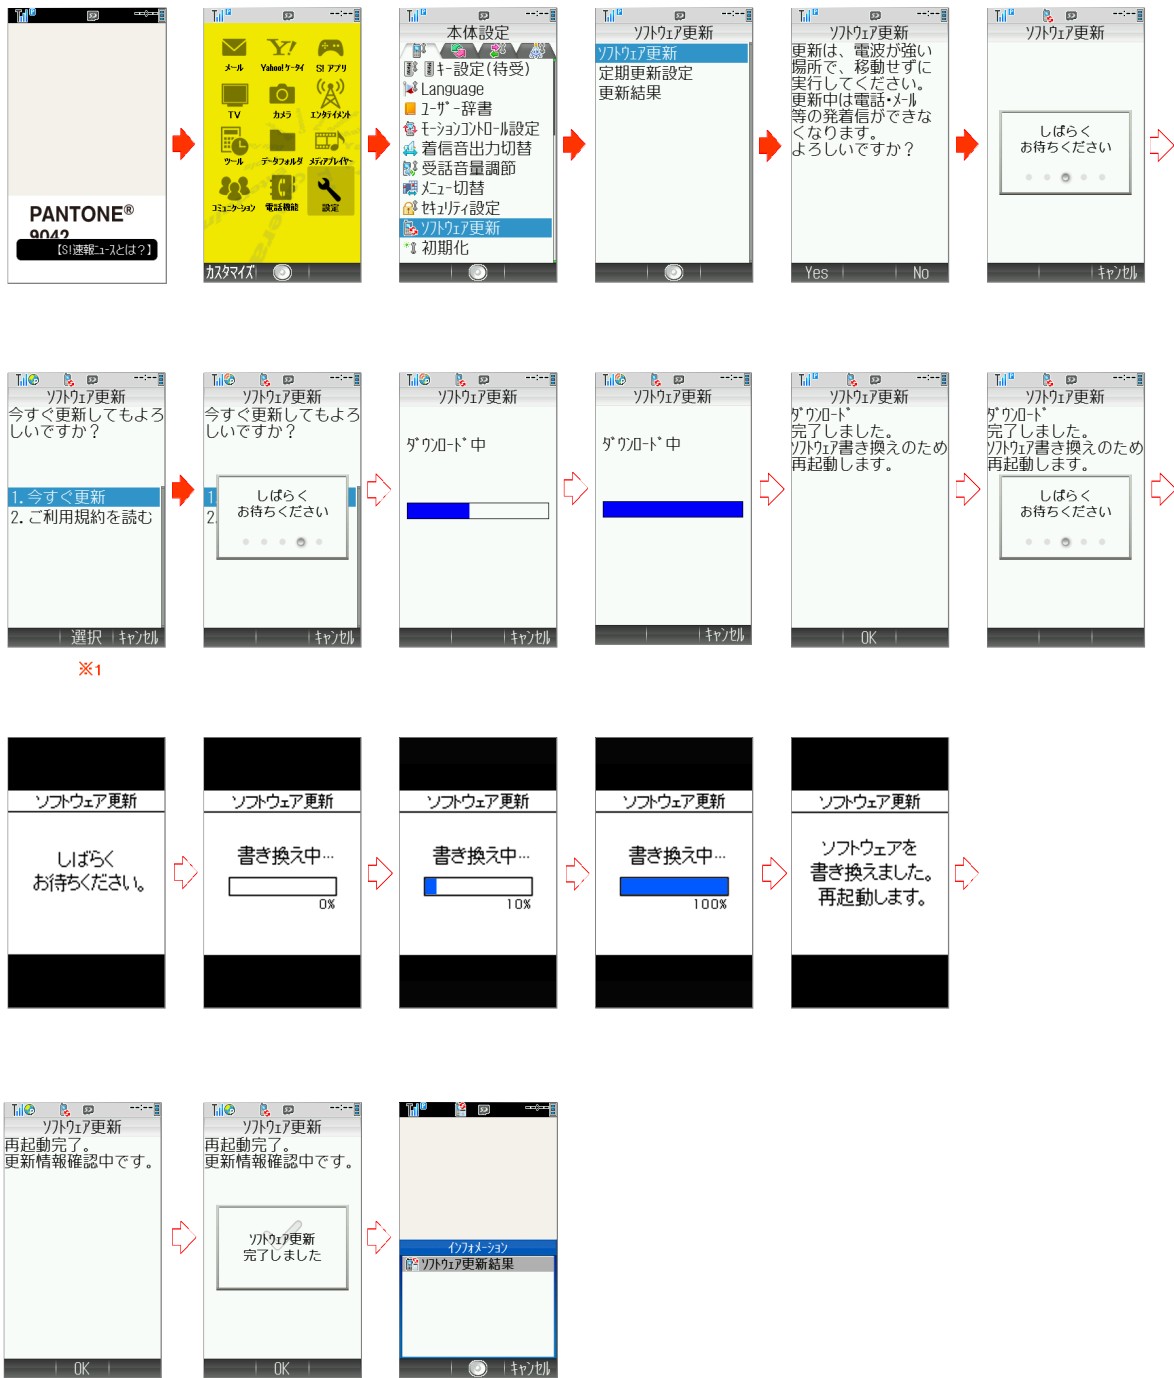 PANTONE®
9042
【S!速報ニュースとは?】
メール
Yahoo!ケータイ
S!アプリ
TV
カメラ
エンタテイメント
ツール
データフォルダ
メディアプレイヤー
コミュニケーション
電話機能
設定
カスタマイズ
本体設定
キー設定(待受)
Language
ユーザー辞書
モーションコントロール設定
着信音出力切替
受話音量調節
メニュー切替
セキュリティ設定
ソフトウェア更新
初期化
ソフトウェア更新
ソフトウェア更新
定期更新設定
更新結果
ソフトウェア更新
更新は、電波が強い
場所で、移動せずに
実行してください。
更新中は電話・メール
等の発着信ができな
くなります。
よろしいですか?
Yes
No
ソフトウェア更新
しばらく
お待ちください
キャンセル
ソフトウェア更新
今すぐ更新してもよろ
しいですか?
1.今すぐ更新
2.ご利用規約を読む
選択
キャンセル
※1
ソフトウェア更新
今すぐ更新してもよろ
しいですか?
1.
2.
しばらく
お待ちください
キャンセル
ソフトウェア更新
ダウンロード中
キャンセル
ソフトウェア更新
ダウンロード中
キャンセル
ソフトウェア更新
ダウンロード
完了しました。
ソフトウェア書き換えのため
再起動します。
OK
ソフトウェア更新
ダウンロード
完了しました。
ソフトウェア書き換えのため
再起動します。
しばらく
お待ちください
ソフトウェア更新
しばらく
お待ちください。
ソフトウェア更新
書き換え中…
0%
ソフトウェア更新
書き換え中…
10%
ソフトウェア更新
書き換え中…
100%
ソフトウェア更新
ソフトウェアを
書き換えました。
再起動します。
ソフトウェア更新
再起動完了。
更新情報確認中です。
OK
ソフトウェア更新
再起動完了。
更新情報確認中です。
ソフトウェア更新
完了しました
OK
インフォメーション
ソフトウェア更新結果
キャンセル